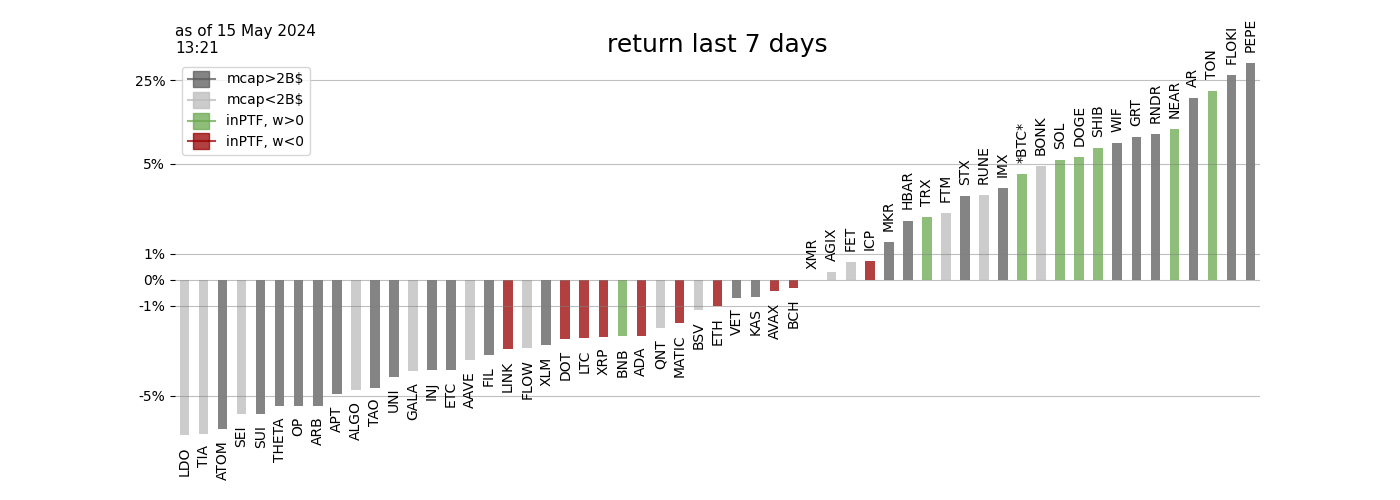 as of 15 May 2024
13:21
return last 7 days
mcap>2B$
mcap<2B$
inPTF, w>0
inPTF, w<0
25%
5%
1%
0%
-1%
-5%
LDO
TIA
ATOM
SEI
SUI
THETA
OP
ARB
APT
ALGO
TAO
UNI
GALA
INJ
ETC
AAVE
FIL
LINK
FLOW
XLM
DOT
LTC
XRP
BNB
ADA
QNT
MATIC
BSV
ETH
VET
KAS
AVAX
BCH
XMR
AGIX
FET
ICP
MKR
HBAR
TRX
FTM
STX
RUNE
IMX
*BTC*
BONK
SOL
DOGE
SHIB
WIF
GRT
RNDR
NEAR
AR
TON
FLOKI
PEPE